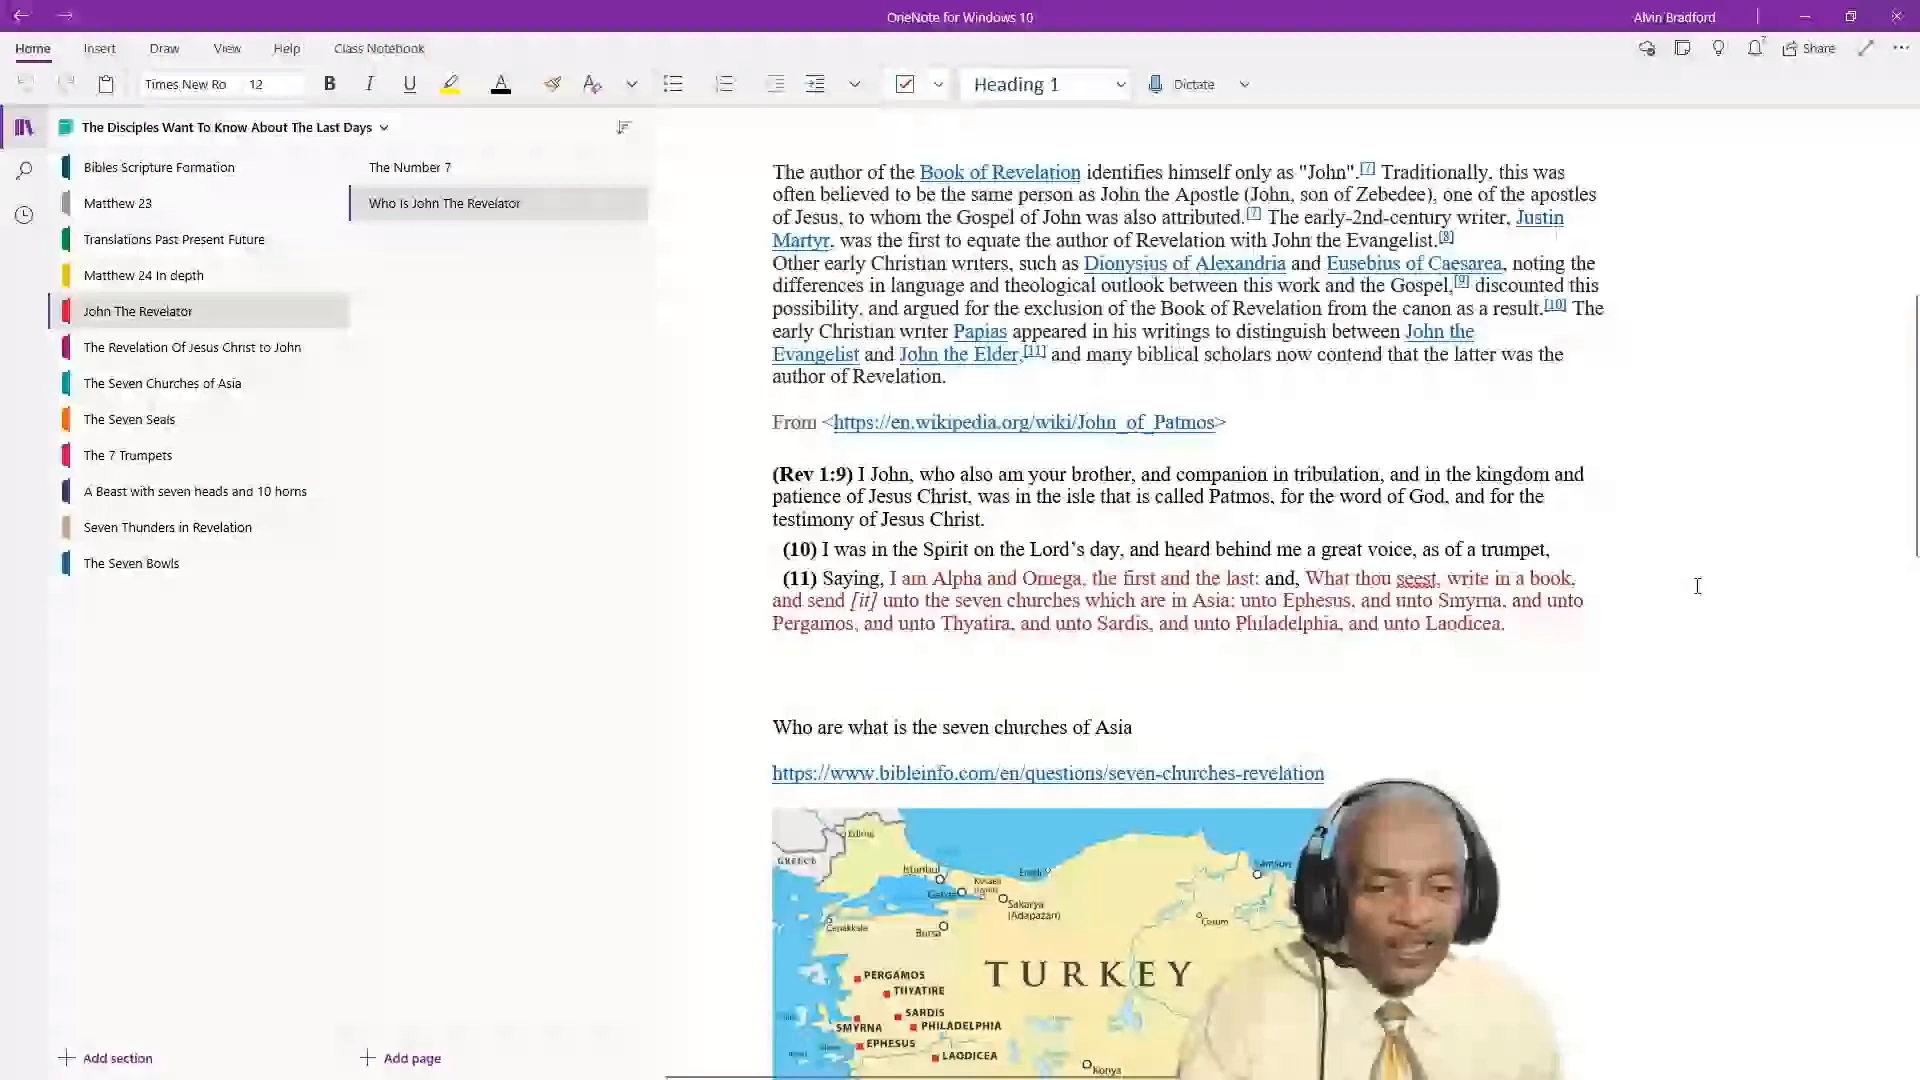 OneNote for Windows 10
Alvin Bradford
Home Insert Draw View Help Class Notebook
Share
Times New Ro 12
B I U A
Heading 1
Dictate
The Disciples Want To Know About The Last Days
Bibles Scripture Formation
Matthew 23
Translations Past Present Future
Matthew 24 In depth
John The Revelator
The Revelation Of Jesus Christ to John
The Seven Churches of Asia
The Seven Seals
The 7 Trumpets
A Beast with seven heads and 10 horns
Seven Thunders in Revelation
The Seven Bowls
Add section
The Number 7
Who Is John The Revelator
Add page
The author of the Book of Revelation identifies himself only as "John".[7] Traditionally, this was
often believed to be the same person as John the Apostle (John, son of Zebedee), one of the apostles
of Jesus, to whom the Gospel of John was also attributed.[7] The early-2nd-century writer, Justin
Martyr, was the first to equate the author of Revelation with John the Evangelist.[8]
Other early Christian writers, such as Dionysius of Alexandria and Eusebius of Caesarea, noting the
differences in language and theological outlook between this work and the Gospel,[9] discounted this
possibility, and argued for the exclusion of the Book of Revelation from the canon as a result.[10] The
early Christian writer Papias appeared in his writings to distinguish between John the
Evangelist and John the Elder,[11] and many biblical scholars now contend that the latter was the
author of Revelation.
From <https://en.wikipedia.org/wiki/John_of_Patmos>
(Rev 1:9) I John, who also am your brother, and companion in tribulation, and in the kingdom and
patience of Jesus Christ, was in the isle that is called Patmos, for the word of God, and for the
testimony of Jesus Christ.
(10) I was in the Spirit on the Lord's day, and heard behind me a great voice, as of a trumpet,
(11) Saying, I am Alpha and Omega, the first and the last: and, What thou seest, write in a book,
and send [it] unto the seven churches which are in Asia; unto Ephesus, and unto Smyrna, and unto
Pergamos, and unto Thyatira, and unto Sardis, and unto Philadelphia, and unto Laodicea.
Who are what is the seven churches of Asia
https://www.bibleinfo.com/en/questions/seven-churches-revelation
Edirne
GREECE
Istanbul
Samsun
Sakarya
(Adapazarı)
Çorum
Çanakkale
Bursa
TURKEY
PERGAMOS
THYATIRE
SARDIS
SMYRNA
PHILADELPHIA
EPHESUS
LAODICEA
Konya